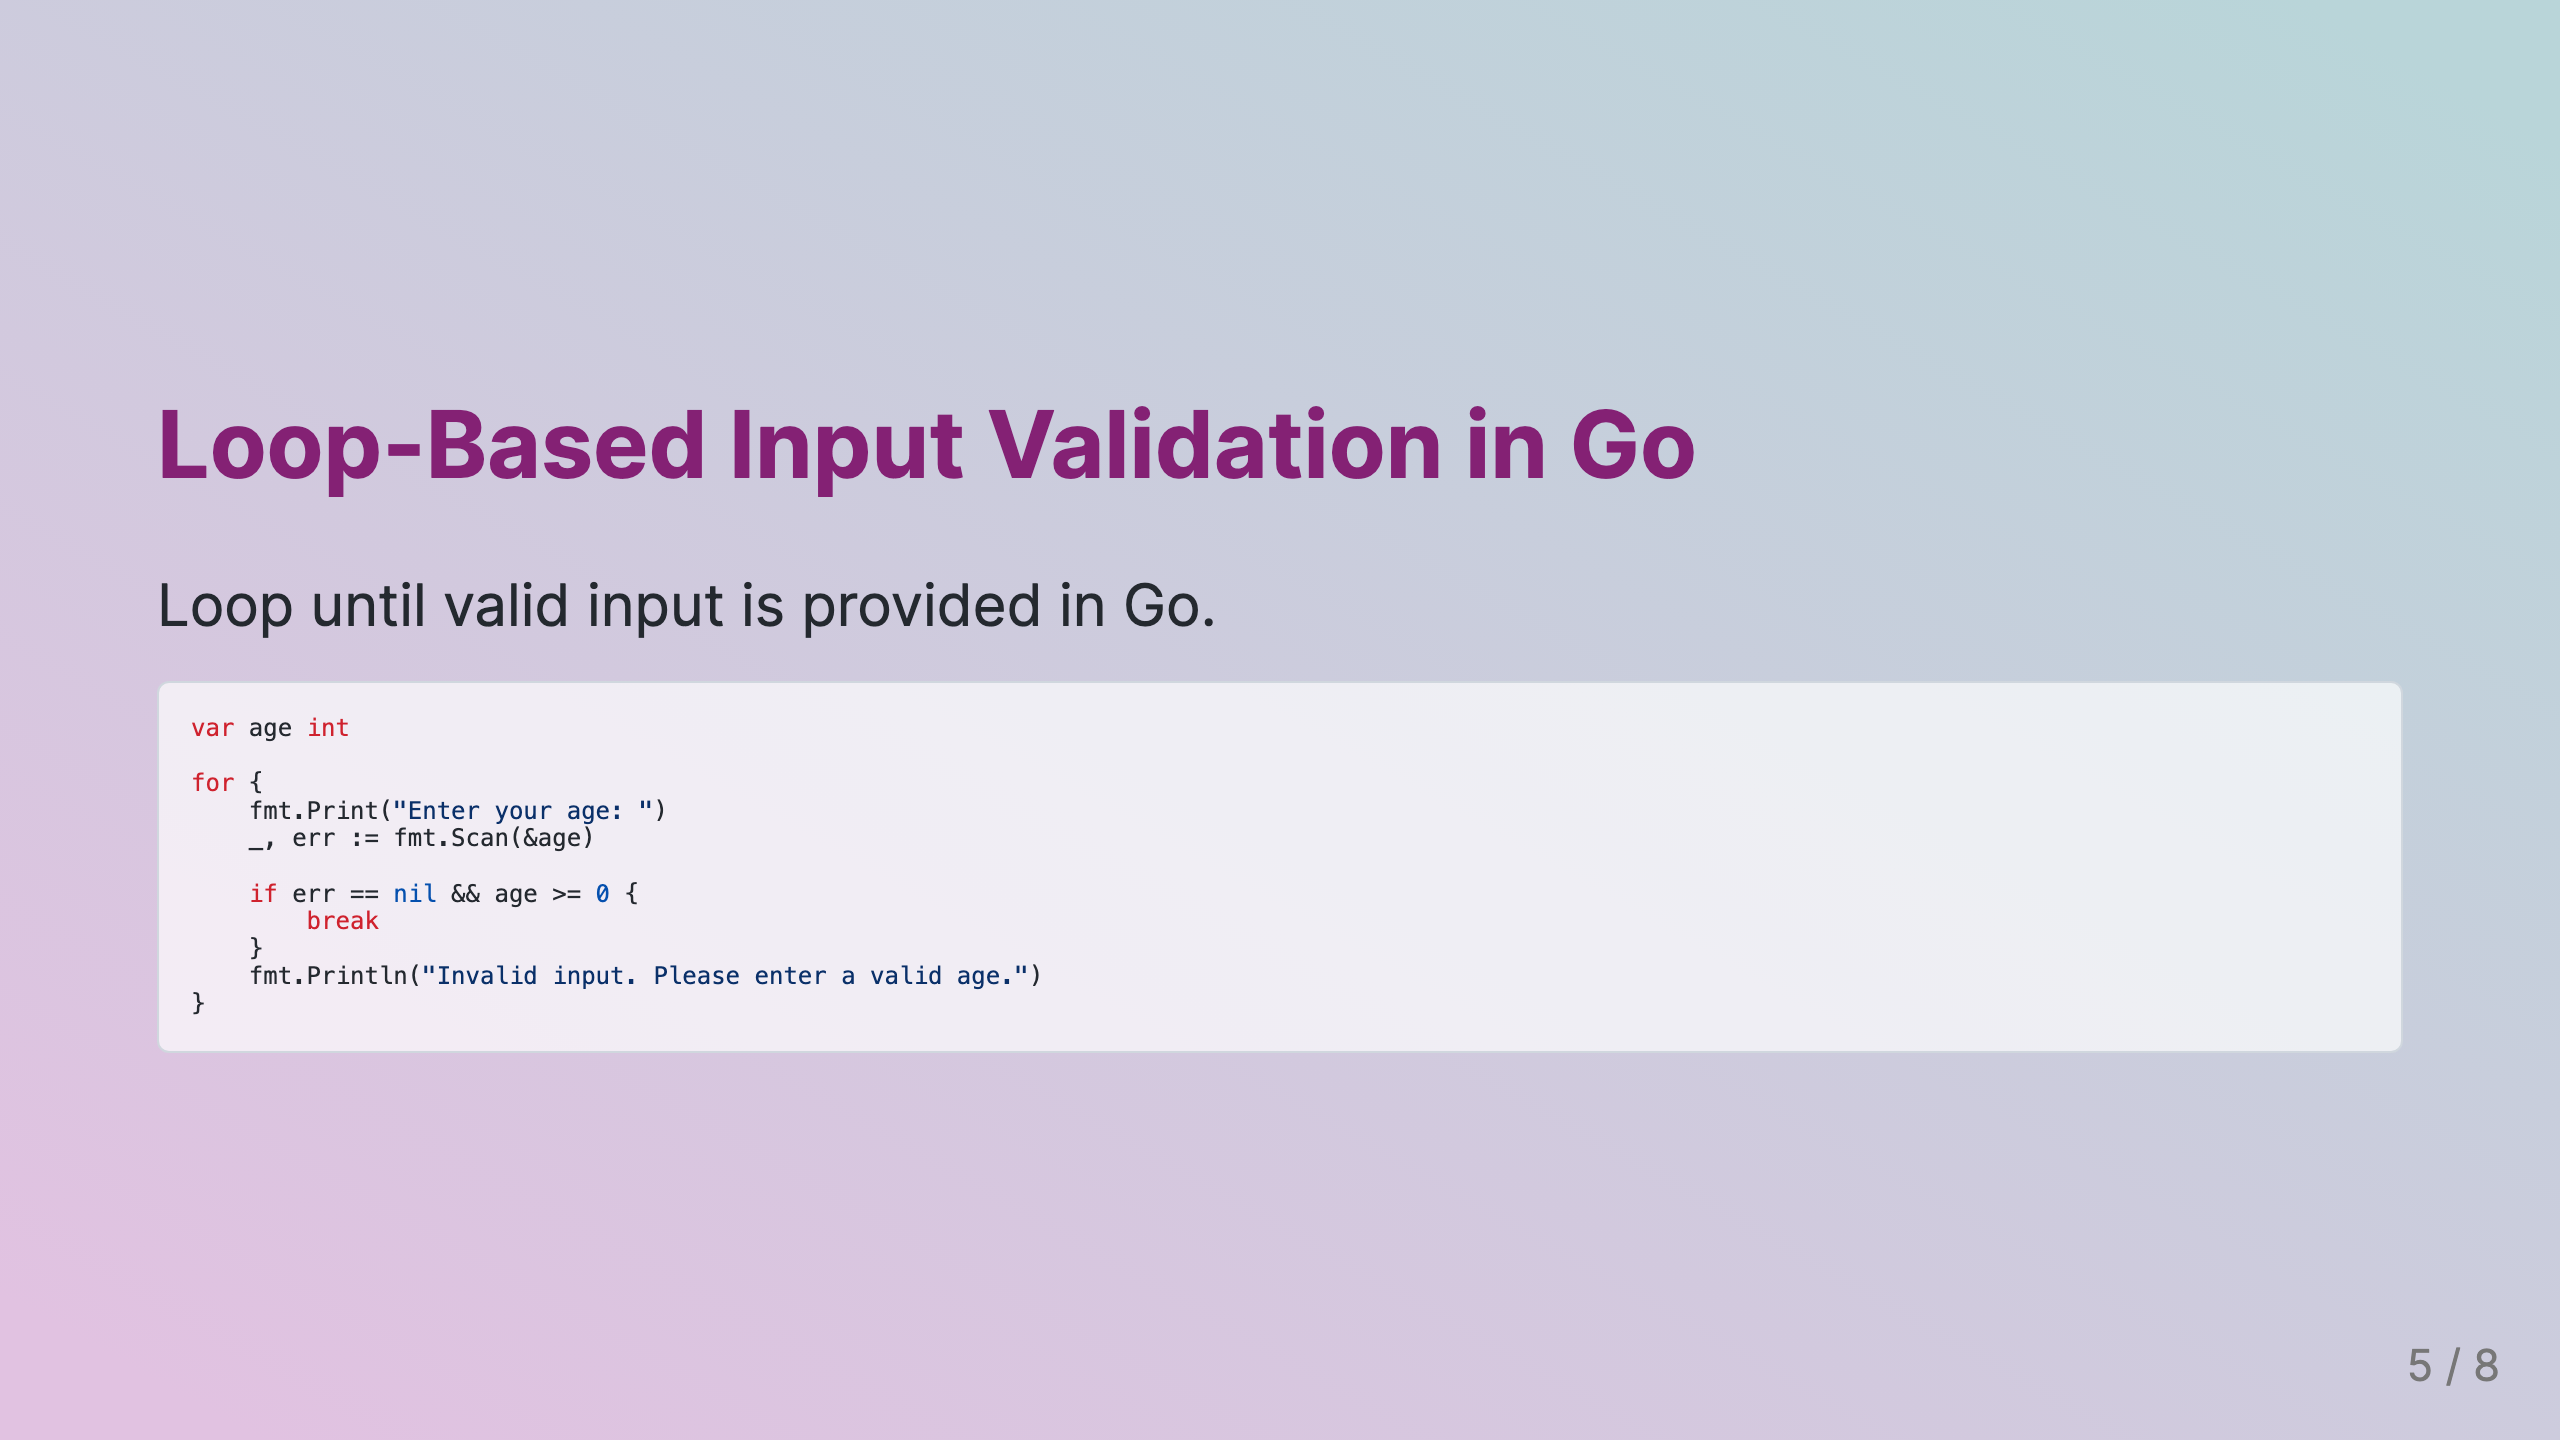 Loop-Based Input Validation in Go
Loop until valid input is provided in Go.
var age int
for {
    fmt.Print("Enter your age: ")
    _, err := fmt.Scan(&age)
    if err == nil && age >= 0 {
        break
    }
    fmt.Println("Invalid input. Please enter a valid age.")
}
5 / 8